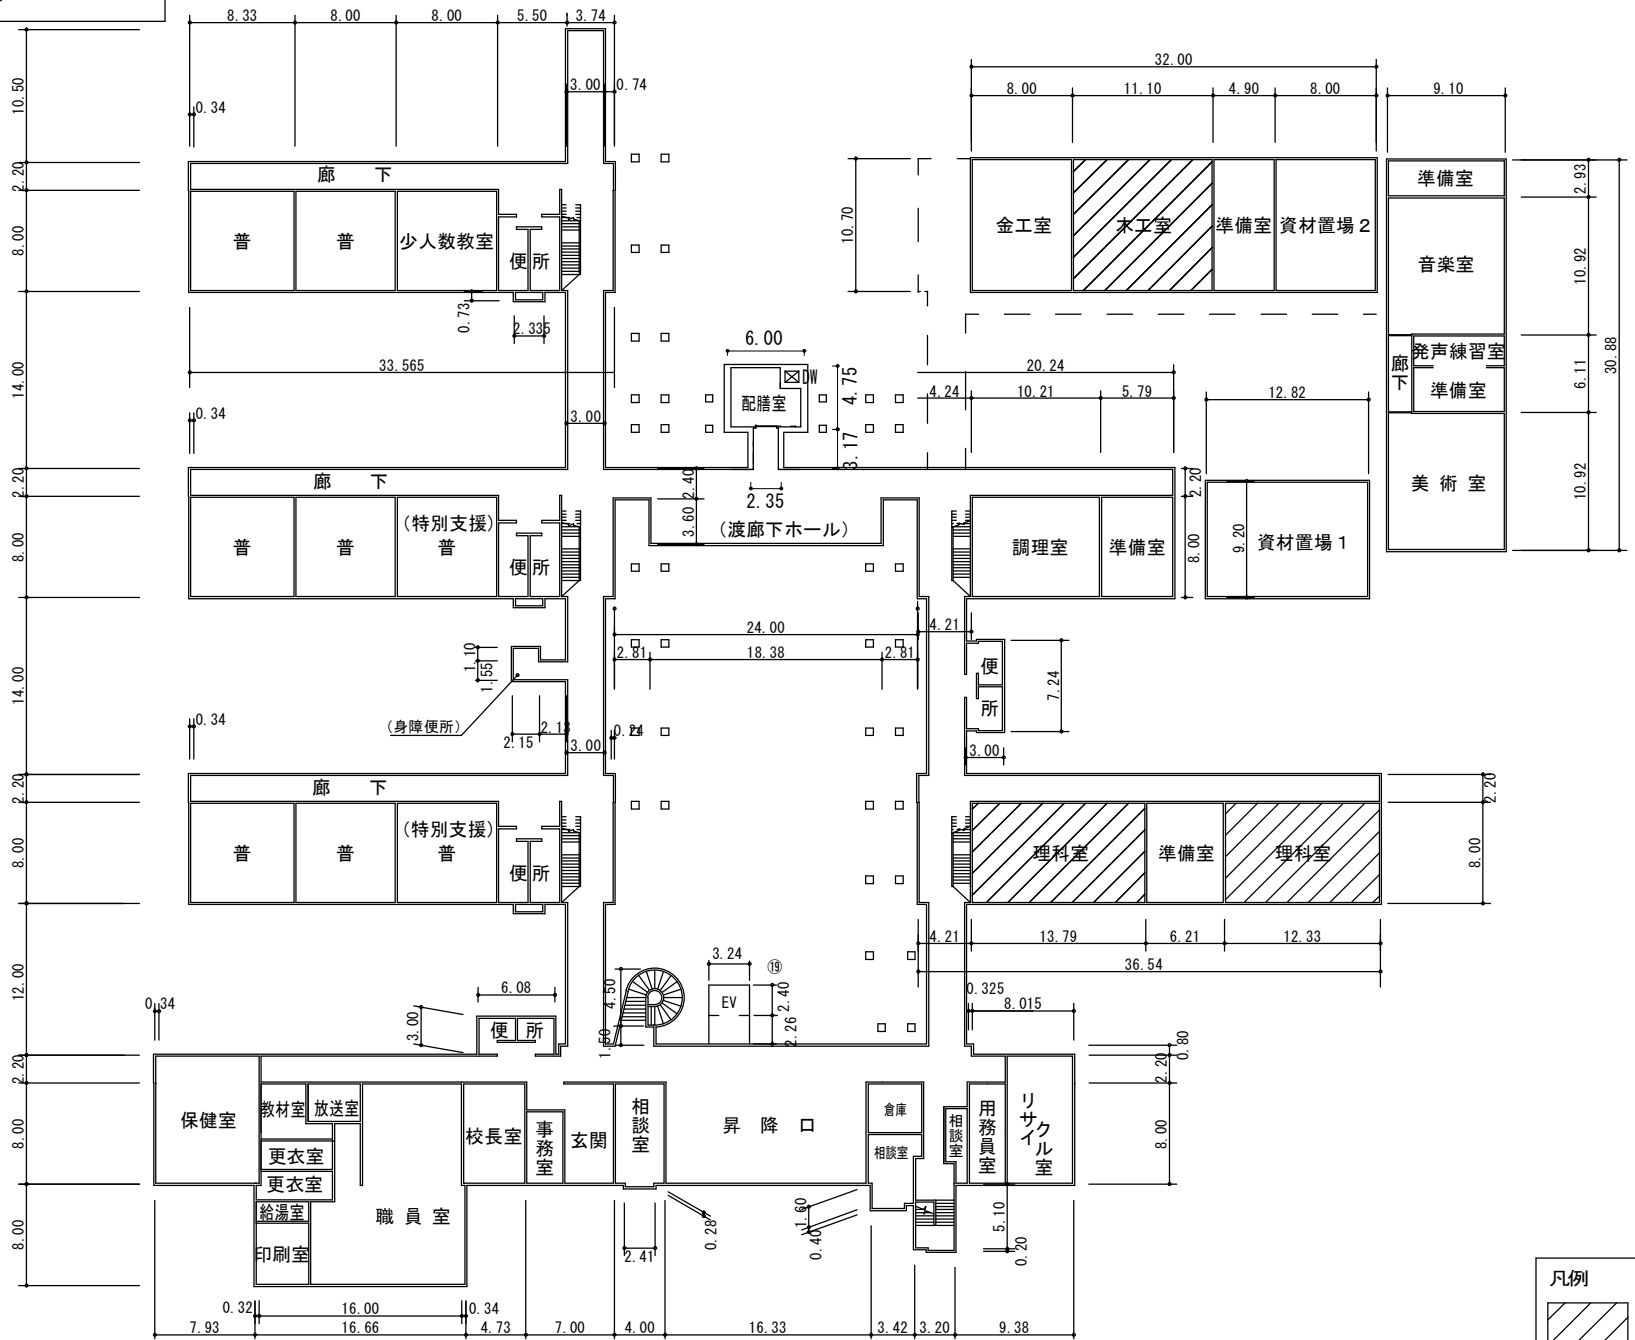 8.33
8.00
8.00
5.50
3.74
3.00
0.74
0.34
10.50
2.20
8.00
14.00
2.20
8.00
14.00
2.20
8.00
12.00
2.20
8.00
8.00
廊　下
普
普
少人数教室
便所
0.73
2.335
33.565
0.34
3.00
32.00
8.00
11.10
4.90
8.00
9.10
10.70
金工室
木工室
準備室
資材置場2
準備室
音楽室
廊下
発声練習室
準備室
美術室
2.93
10.92
6.11
10.92
30.88
6.00
DW
配膳室
4.75
3.17
2.35
20.24
4.24
10.21
5.79
12.82
廊　下
普
普
(特別支援)
普
便所
2.40
3.60
(渡廊下ホール)
調理室
準備室
2.20
8.00
9.20
資材置場1
24.00
2.81
18.38
2.81
4.21
便所
7.24
3.00
1.10
1.55
(身障便所)
2.15
2.13
0.34
3.00
0.24
廊　下
普
普
(特別支援)
普
便所
理科室
準備室
理科室
2.20
8.00
4.21
13.79
6.21
12.33
36.54
0.34
6.08
3.00
4.50
1.50
3.24
⑲
EV
2.40
2.26
0.325
8.015
0.80
2.20
8.00
便所
保健室
教材室
放送室
更衣室
更衣室
給湯室
印刷室
職員室
校長室
事務室
玄関
相談室
昇降口
倉庫
相談室
相談室
用務員室
リサイクル室
2.41
0.28
1.60
0.40
5.10
0.20
0.32
16.00
0.34
7.93
16.66
4.73
7.00
4.00
16.33
3.42
3.20
9.38
凡例